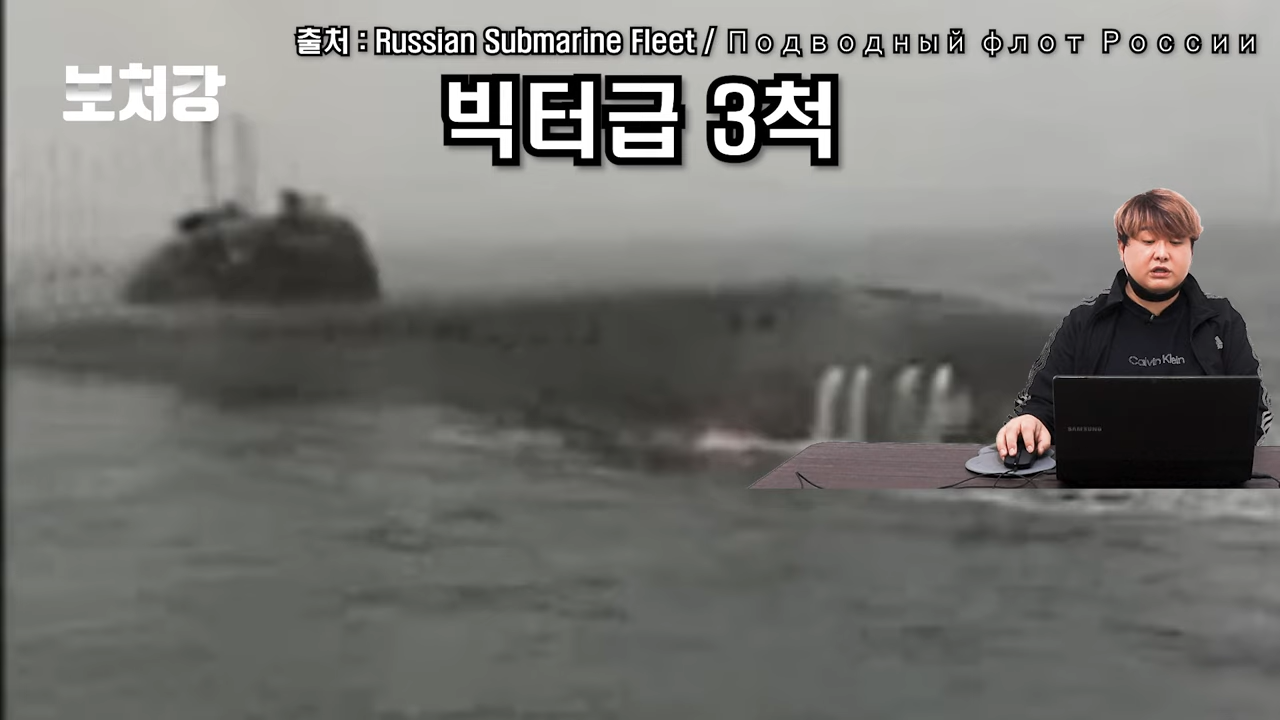 출처 : Russian Submarine Fleet / Подводный флот России
보처강
빅터급 3척
Calvin Klein
SAMSUNG